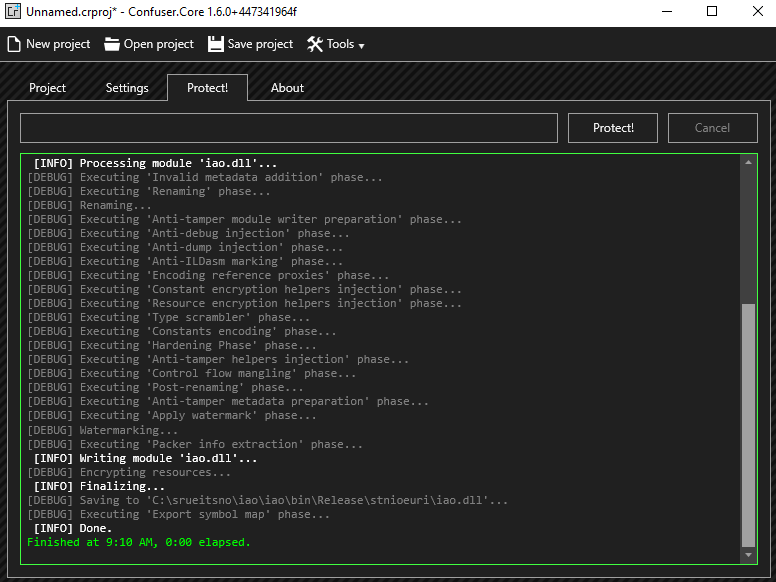 Unnamed.crproj* - Confuser.Core 1.6.0+447341964f
New project Open project Save project Tools
Project Settings Protect! About
Protect! Cancel
[INFO] Processing module 'iao.dll'...
[DEBUG] Executing 'Invalid metadata addition' phase...
[DEBUG] Executing 'Renaming' phase...
[DEBUG] Renaming...
[DEBUG] Executing 'Anti-tamper module writer preparation' phase...
[DEBUG] Executing 'Anti-debug injection' phase...
[DEBUG] Executing 'Anti-dump injection' phase...
[DEBUG] Executing 'Anti-ILDasm marking' phase...
[DEBUG] Executing 'Encoding reference proxies' phase...
[DEBUG] Executing 'Constant encryption helpers injection' phase...
[DEBUG] Executing 'Resource encryption helpers injection' phase...
[DEBUG] Executing 'Type scrambler' phase...
[DEBUG] Executing 'Constants encoding' phase...
[DEBUG] Executing 'Hardening Phase' phase...
[DEBUG] Executing 'Anti-tamper helpers injection' phase...
[DEBUG] Executing 'Control flow mangling' phase...
[DEBUG] Executing 'Post-renaming' phase...
[DEBUG] Executing 'Anti-tamper metadata preparation' phase...
[DEBUG] Executing 'Apply watermark' phase...
[DEBUG] Watermarking...
[DEBUG] Executing 'Packer info extraction' phase...
[INFO] Writing module 'iao.dll'...
[DEBUG] Encrypting resources...
[INFO] Finalizing...
[DEBUG] Saving to 'C:\srueitsno\iao\iao\bin\Release\stnioeuri\iao.dll'...
[DEBUG] Executing 'Export symbol map' phase...
[INFO] Done.
Finished at 9:10 AM, 0:00 elapsed.